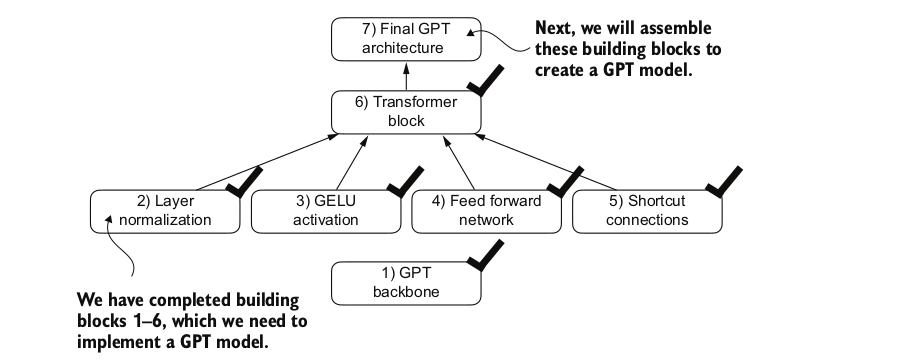 7) Final GPT
architecture
Next, we will assemble
these building blocks to
create a GPT model.
6) Transformer
block
2) Layer
normalization
3) GELU
activation
4) Feed forward
network
5) Shortcut
connections
1) GPT
backbone
We have completed building
blocks 1–6, which we need to
implement a GPT model.